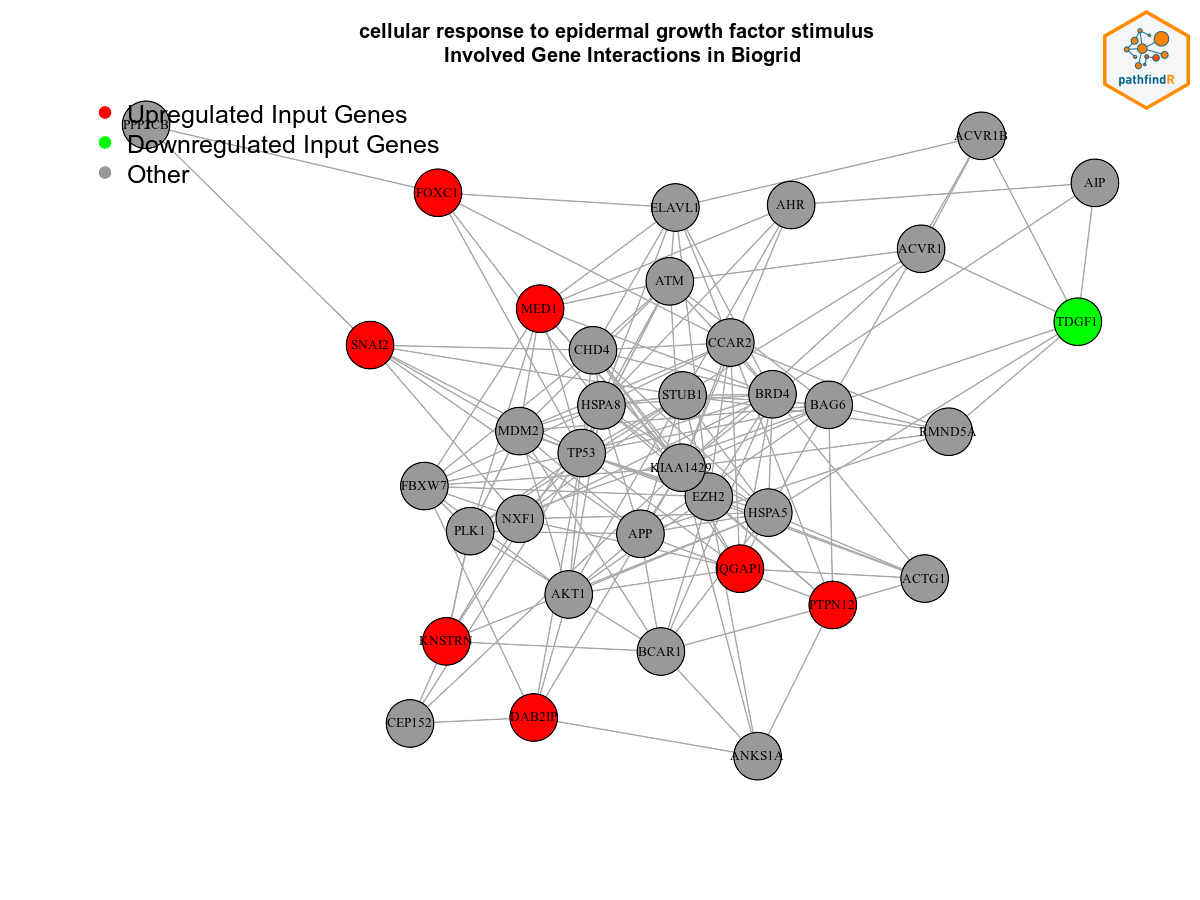 cellular response to epidermal growth factor stimulus
Involved Gene Interactions in Biogrid
pathfindR
Upregulated Input Genes
Downregulated Input Genes
Other
ACVR1B
AIP
FOXC1
ELAVL1
AHR
ACVR1
ATM
MED1
TDGF1
SNAI2
CHD4
CCAR2
HSPA8
STUB1
BRD4
BAG6
MDM2
RMND5A
TP53
KIAA1429
FBXW7
EZH2
PLK1
NXF1
HSPA5
APP
IQGAP1
ACTG1
AKT1
PTPN12
KNSTRN
BCAR1
CEP152
DAB2IP
ANKS1A